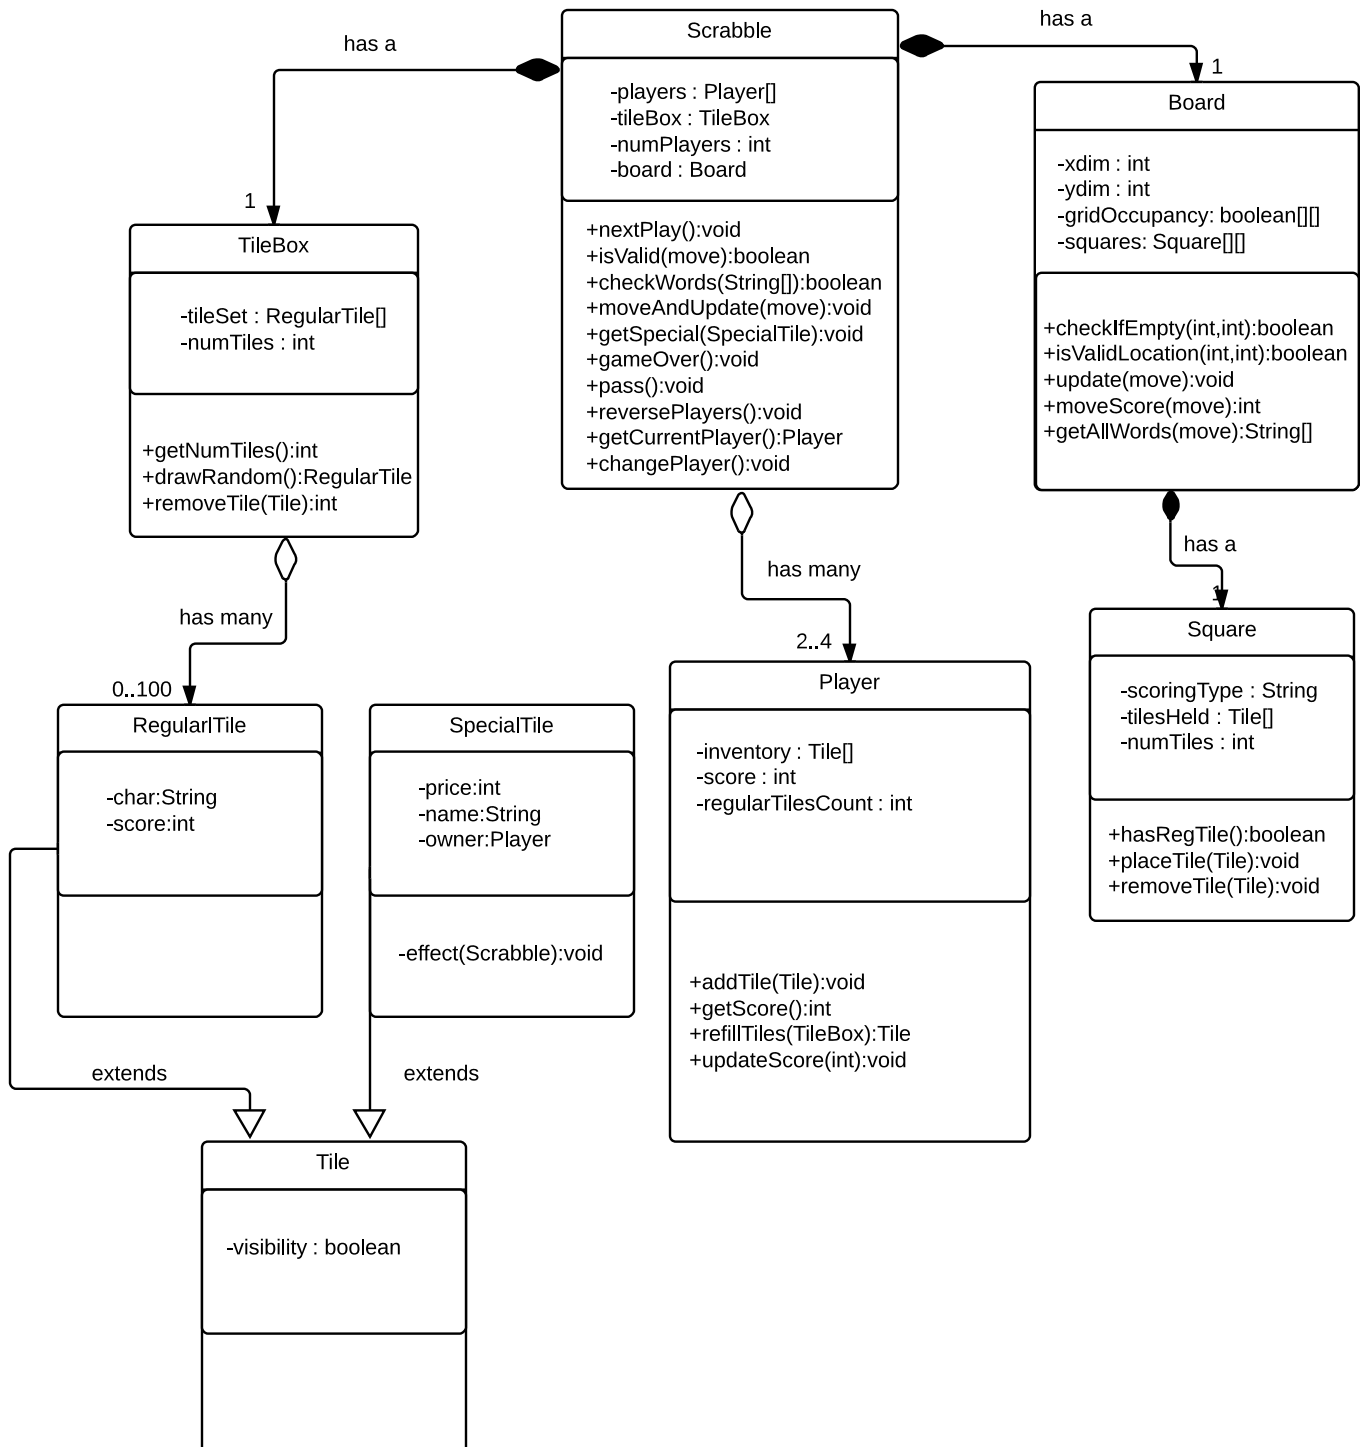 has a
Scrabble
-players : Player[]
-tileBox : TileBox
-numPlayers : int
-board : Board
+nextPlay():void
+isValid(move):boolean
+checkWords(String[]):boolean
+moveAndUpdate(move):void
+getSpecial(SpecialTile):void
+gameOver():void
+pass():void
+reversePlayers():void
+getCurrentPlayer():Player
+changePlayer():void
has a
1
Board
-xdim : int
-ydim : int
-gridOccupancy: boolean[][]
-squares: Square[][]
+checkIfEmpty(int,int):boolean
+isValidLocation(int,int):boolean
+update(move):void
+moveScore(move):int
+getAllWords(move):String[]
1
TileBox
-tileSet : RegularTile[]
-numTiles : int
+getNumTiles():int
+drawRandom():RegularTile
+removeTile(Tile):int
has many
0..100
RegularlTile
-char:String
-score:int
extends
SpecialTile
-price:int
-name:String
-owner:Player
-effect(Scrabble):void
extends
has many
2..4
Player
-inventory : Tile[]
-score : int
-regularTilesCount : int
+addTile(Tile):void
+getScore():int
+refillTiles(TileBox):Tile
+updateScore(int):void
has a
1
Square
-scoringType : String
-tilesHeld : Tile[]
-numTiles : int
+hasRegTile():boolean
+placeTile(Tile):void
+removeTile(Tile):void
Tile
-visibility : boolean